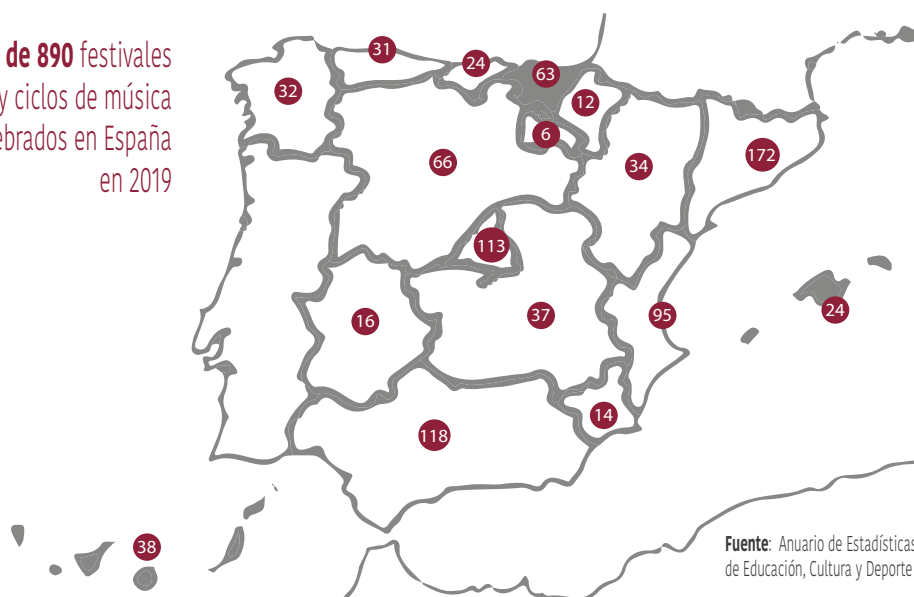 de 890 festivales
y ciclos de música
ebrados en España
en 2019
31
24
63
32
12
6
66
34
172
113
16
37
95
24
14
118
38
Fuente: Anuario de Estadísticas
de Educación, Cultura y Deporte